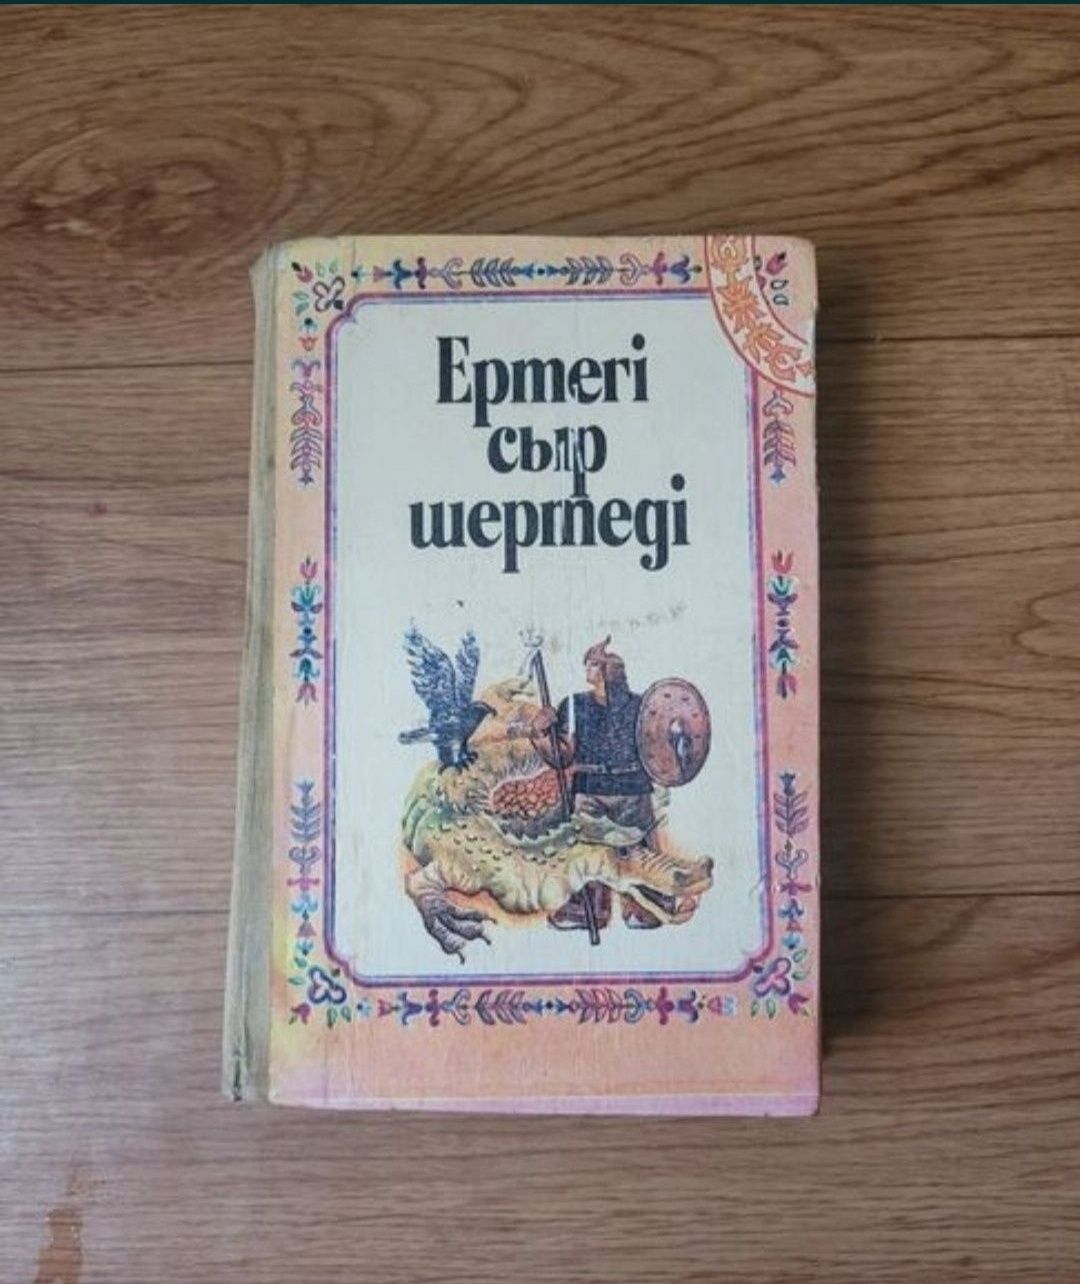 Ертегі
сыр
шертеді